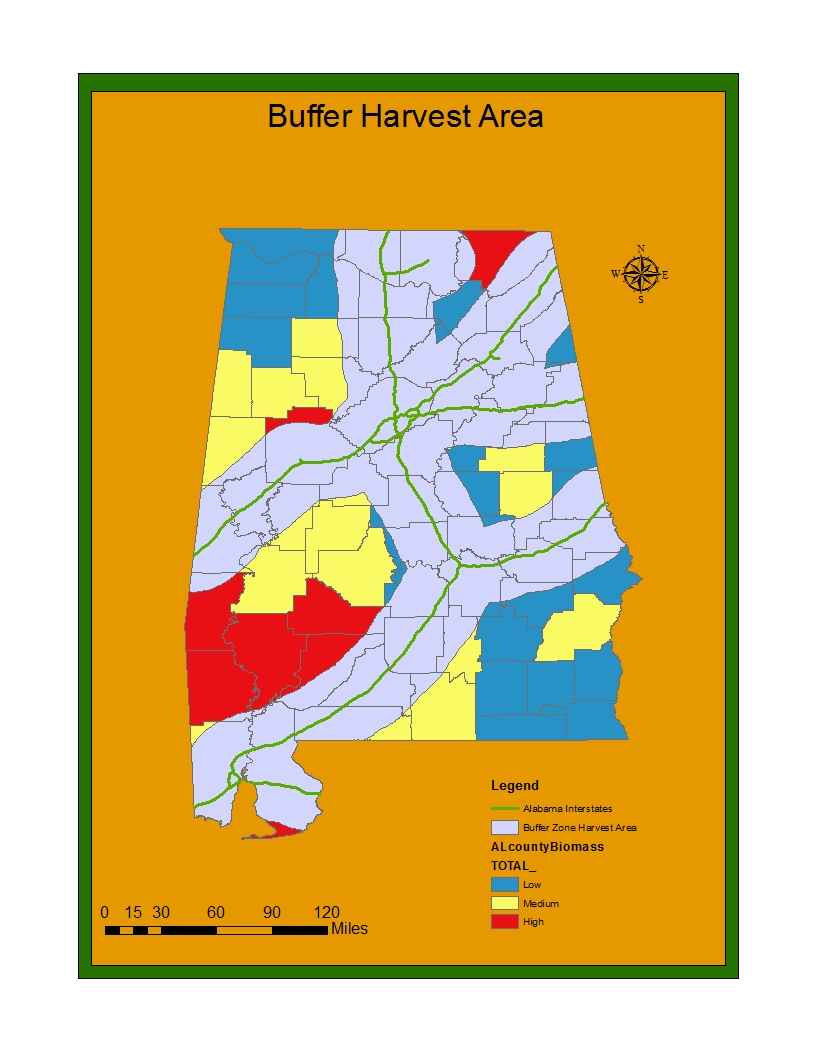 Buffer Harvest Area
N
W E
S
Legend
Alabama Interstates
Buffer Zone Harvest Area
ALcountyBiomass
TOTAL_
Low
Medium
High
0 15 30 60 90 120
Miles